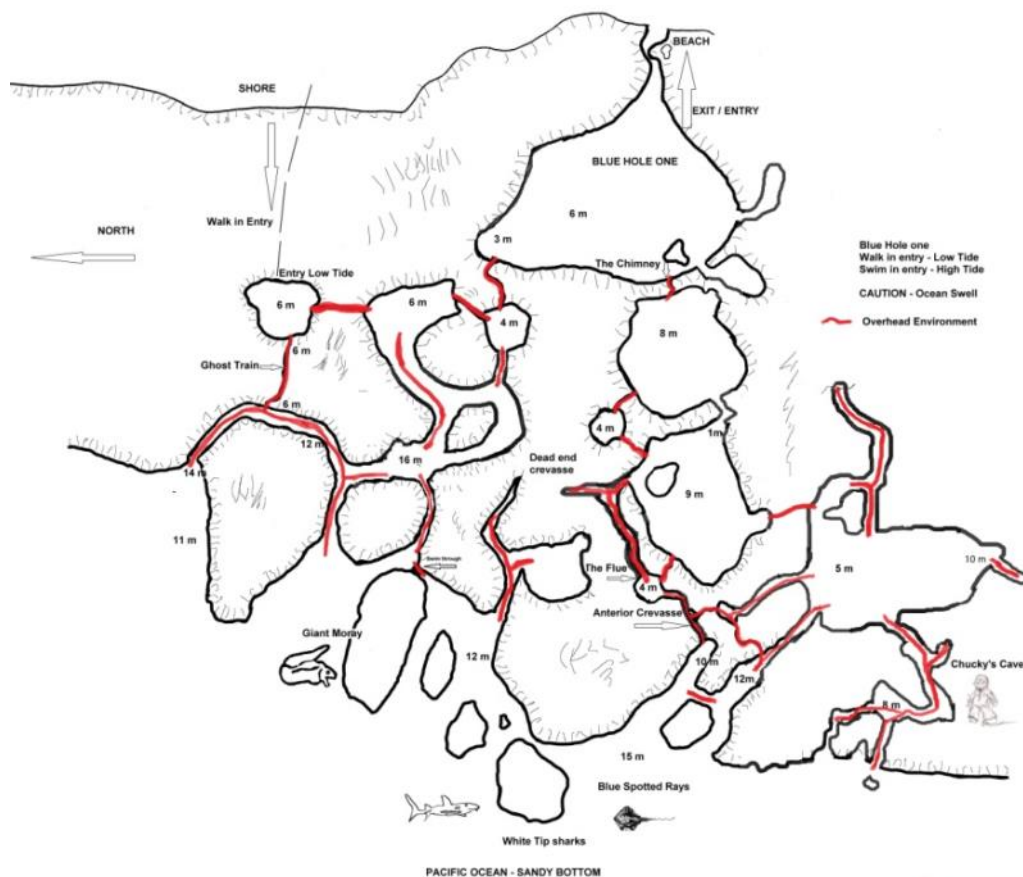 BEACH
SHORE
EXIT / ENTRY
BLUE HOLE ONE
6 m
Walk in Entry
NORTH
3 m
The Chimney
Blue Hole one
Walk in entry - Low Tide
Swim in entry - High Tide
CAUTION - Ocean Swell
Overhead Environment
Entry Low Tide
6 m
6 m
4 m
8 m
6 m
Ghost Train
6 m
12 m
4 m
1m
16 m
Dead end
crevasse
14 m
9 m
11 m
Swim through
The Flue
4 m
5 m
10 m
Anterior Crevasse
Giant Moray
12 m
10 m
12m
Chucky's Cave
8 m
15 m
Blue Spotted Rays
White Tip sharks
PACIFIC OCEAN - SANDY BOTTOM